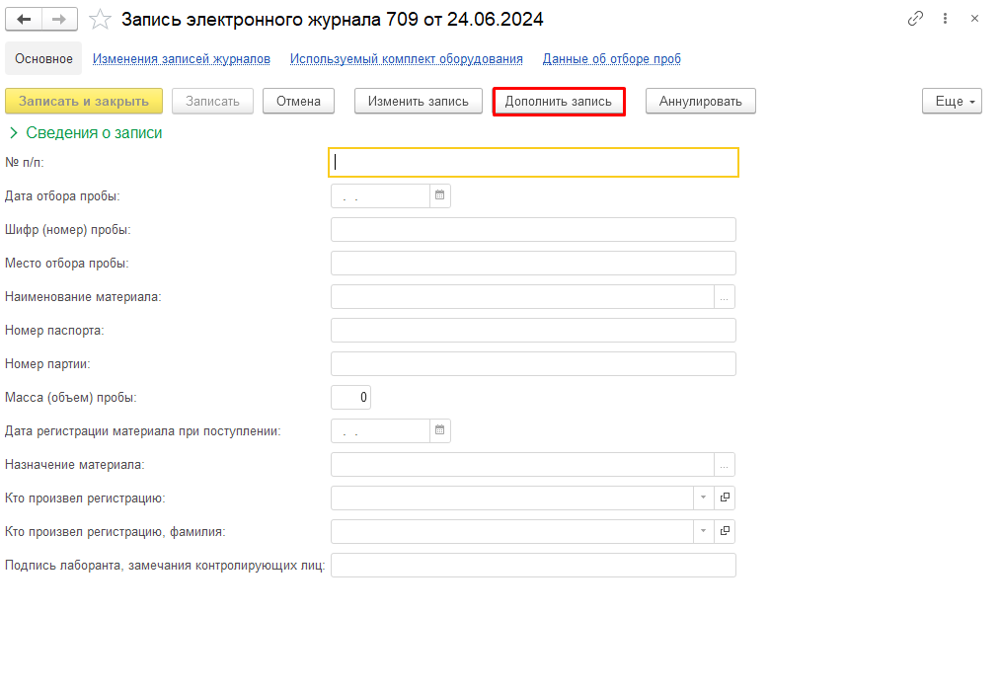 Запись электронного журнала 709 от 24.06.2024
Основное Изменения записей журналов Используемый комплект оборудования Данные об отборе проб
Записать и закрыть Записать Отмена Изменить запись Дополнить запись Аннулировать Еще
Сведения о записи
№ п/п:
Дата отбора пробы: . .
Шифр (номер) пробы:
Место отбора пробы:
Наименование материала: ...
Номер паспорта:
Номер партии:
Масса (объем) пробы: 0
Дата регистрации материала при поступлении: . .
Назначение материала: ...
Кто произвел регистрацию:
Кто произвел регистрацию, фамилия:
Подпись лаборанта, замечания контролирующих лиц: